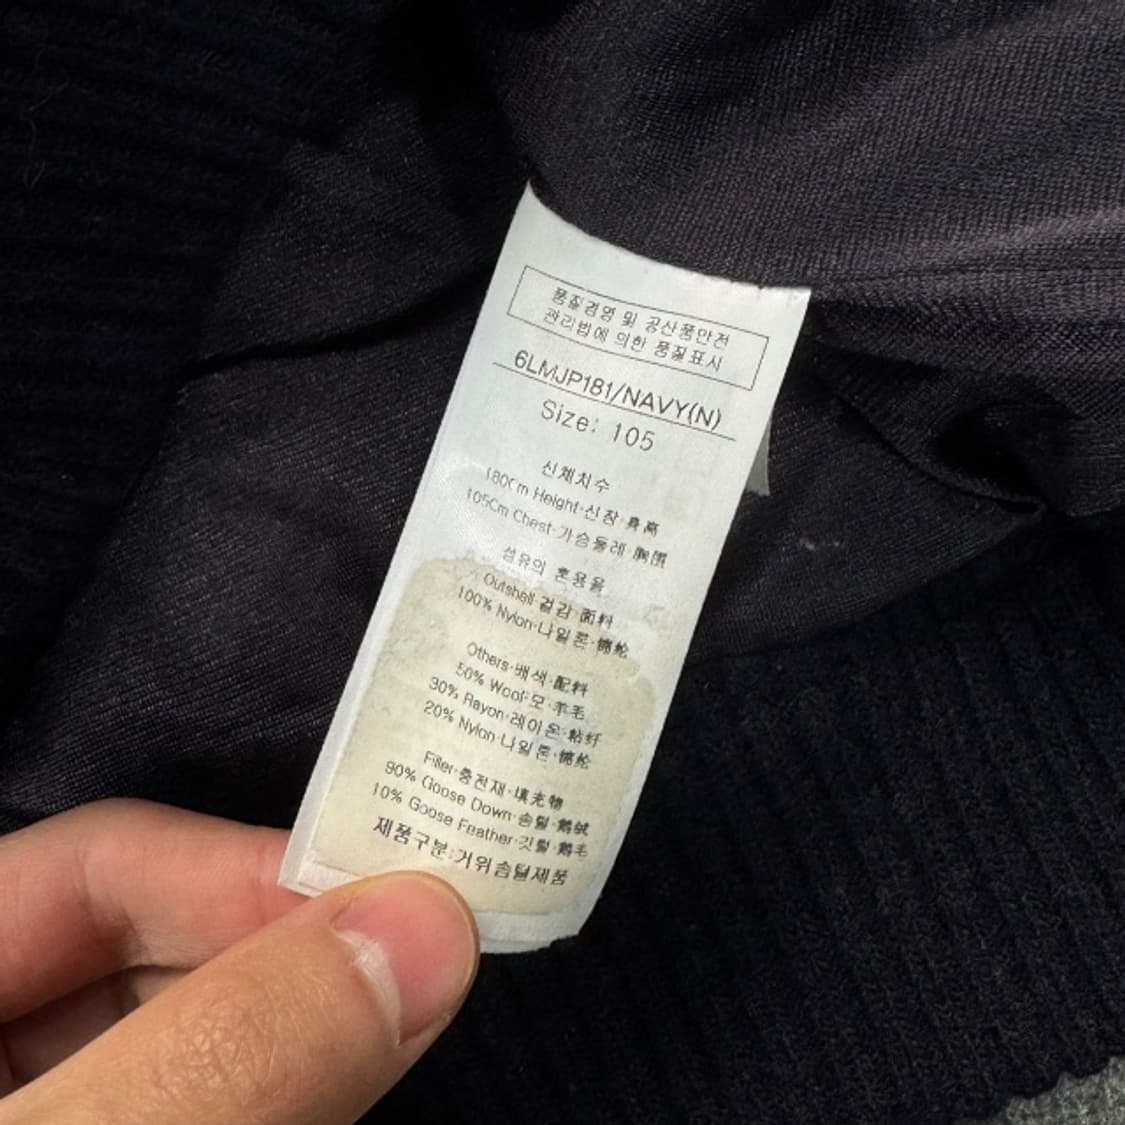 품질경영 및 공산품안전
관리법에 의한 품질표시
6LMJP181/NAVY(N)
Size: 105
신체치수
180Cm Height·신장·身高
105Cm Chest·가슴둘레·胸围
섬유의 혼용율
Outshell·겉감·面料
100% Nylon·나일론·锦纶
Others·배색·配料
50% Wool·모·羊毛
30% Rayon·레이온·粘纤
20% Nylon·나일론·锦纶
Filler·충전재·填充物
90% Goose Down·솜털·鹅绒
10% Goose Feather·깃털·鹅毛
제품구분:거위솜털제품